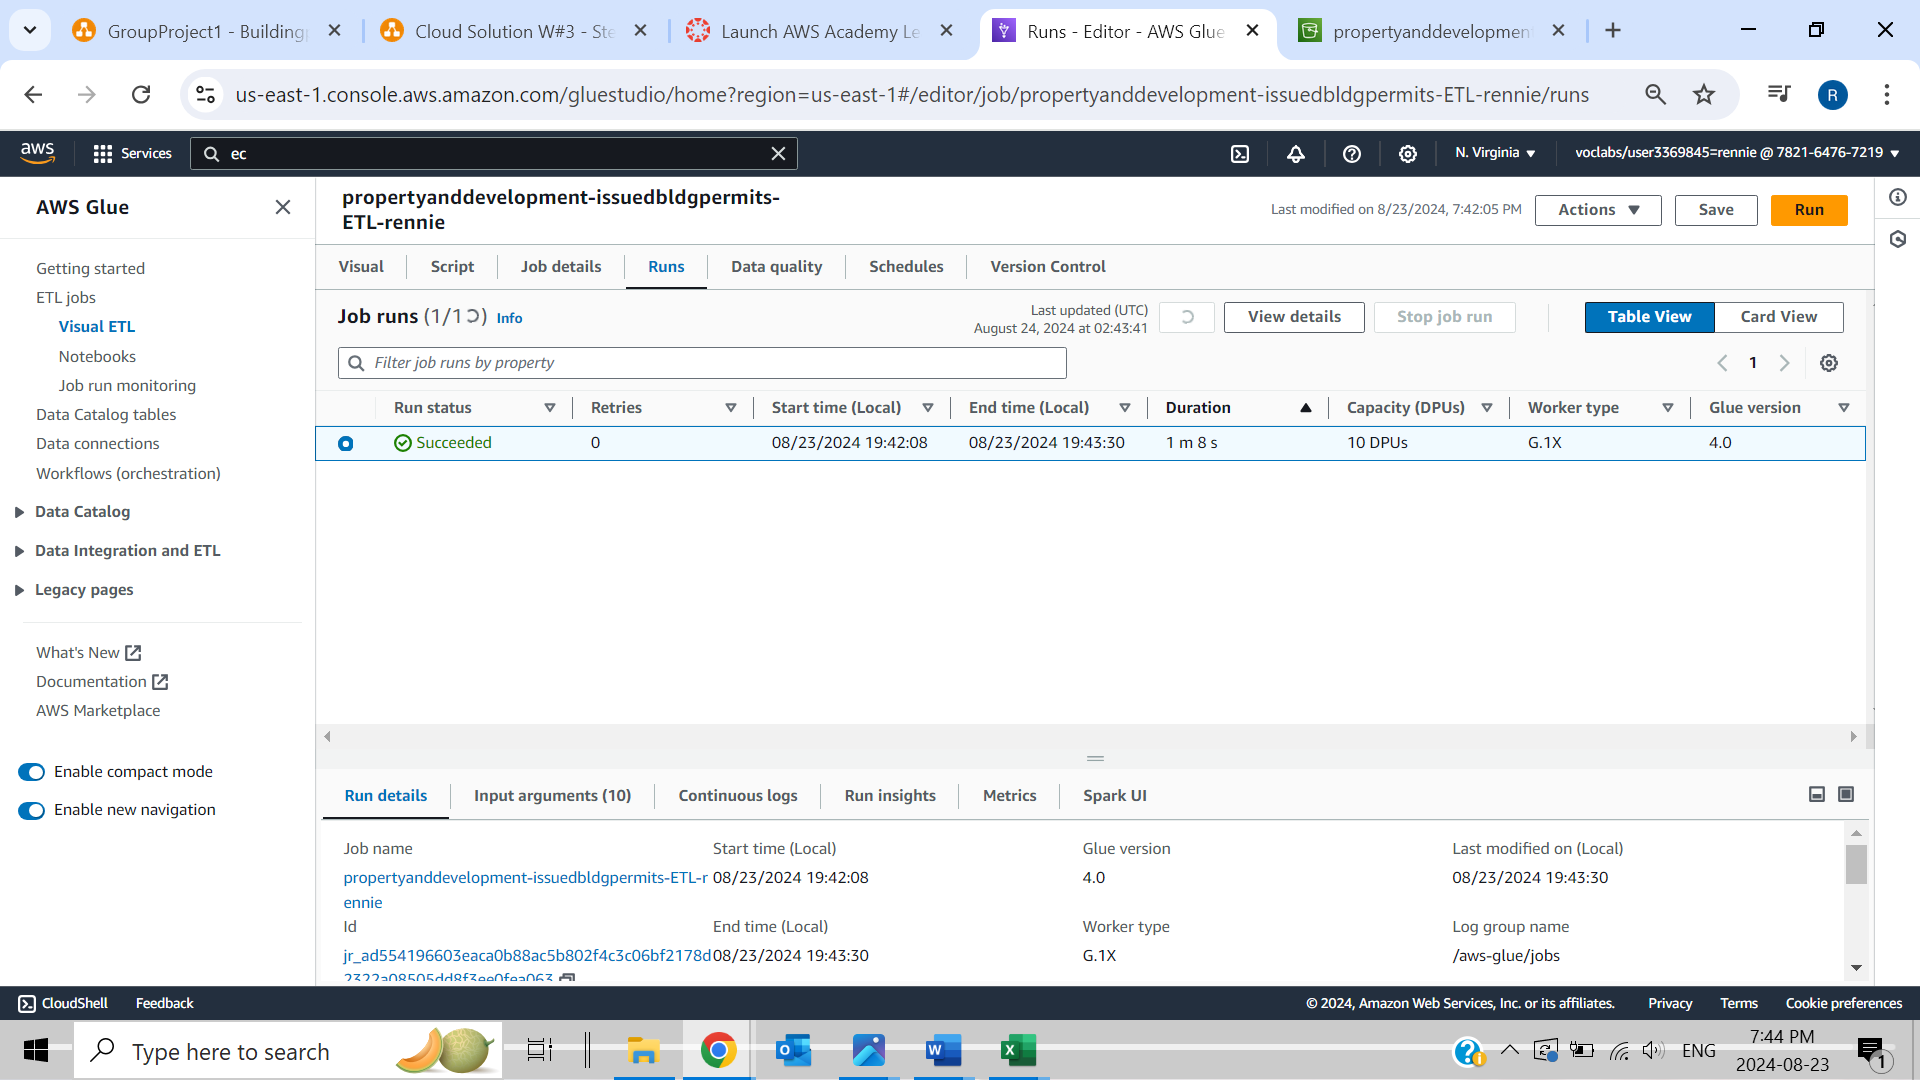 GroupProject1 - Building
Cloud Solution W#3 - Ste
Launch AWS Academy Le
Runs - Editor - AWS Glue
propertyanddevelopment
us-east-1.console.aws.amazon.com/gluestudio/home?region=us-east-1#/editor/job/propertyanddevelopment-issuedbldgpermits-ETL-rennie/runs
R
aws
Services
ec
N. Virginia
voclabs/user3369845=rennie @ 7821-6476-7219
AWS Glue
Getting started
ETL jobs
Visual ETL
Notebooks
Job run monitoring
Data Catalog tables
Data connections
Workflows (orchestration)
Data Catalog
Data Integration and ETL
Legacy pages
What's New
Documentation
AWS Marketplace
Enable compact mode
Enable new navigation
propertyanddevelopment-issuedbldgpermits-
ETL-rennie
Last modified on 8/23/2024, 7:42:05 PM
Actions
Save
Run
Visual
Script
Job details
Runs
Data quality
Schedules
Version Control
Job runs (1/1) Info
Last updated (UTC)
August 24, 2024 at 02:43:41
View details
Stop job run
Table View
Card View
Filter job runs by property
1
Run status Retries Start time (Local) End time (Local) Duration Capacity (DPUs) Worker type Glue version
Succeeded 0 08/23/2024 19:42:08 08/23/2024 19:43:30 1 m 8 s 10 DPUs G.1X 4.0
Run details
Input arguments (10)
Continuous logs
Run insights
Metrics
Spark UI
Job name
propertyanddevelopment-issuedbldgpermits-ETL-r
ennie
Start time (Local)
08/23/2024 19:42:08
Glue version
4.0
Last modified on (Local)
08/23/2024 19:43:30
Id
jr_ad554196603eaca0b88ac5b802f4c3c06bf2178d
2322a08505dd8f3ee0fea063
End time (Local)
08/23/2024 19:43:30
Worker type
G.1X
Log group name
/aws-glue/jobs
CloudShell
Feedback
© 2024, Amazon Web Services, Inc. or its affiliates.
Privacy
Terms
Cookie preferences
Type here to search
ENG
7:44 PM
2024-08-23
1